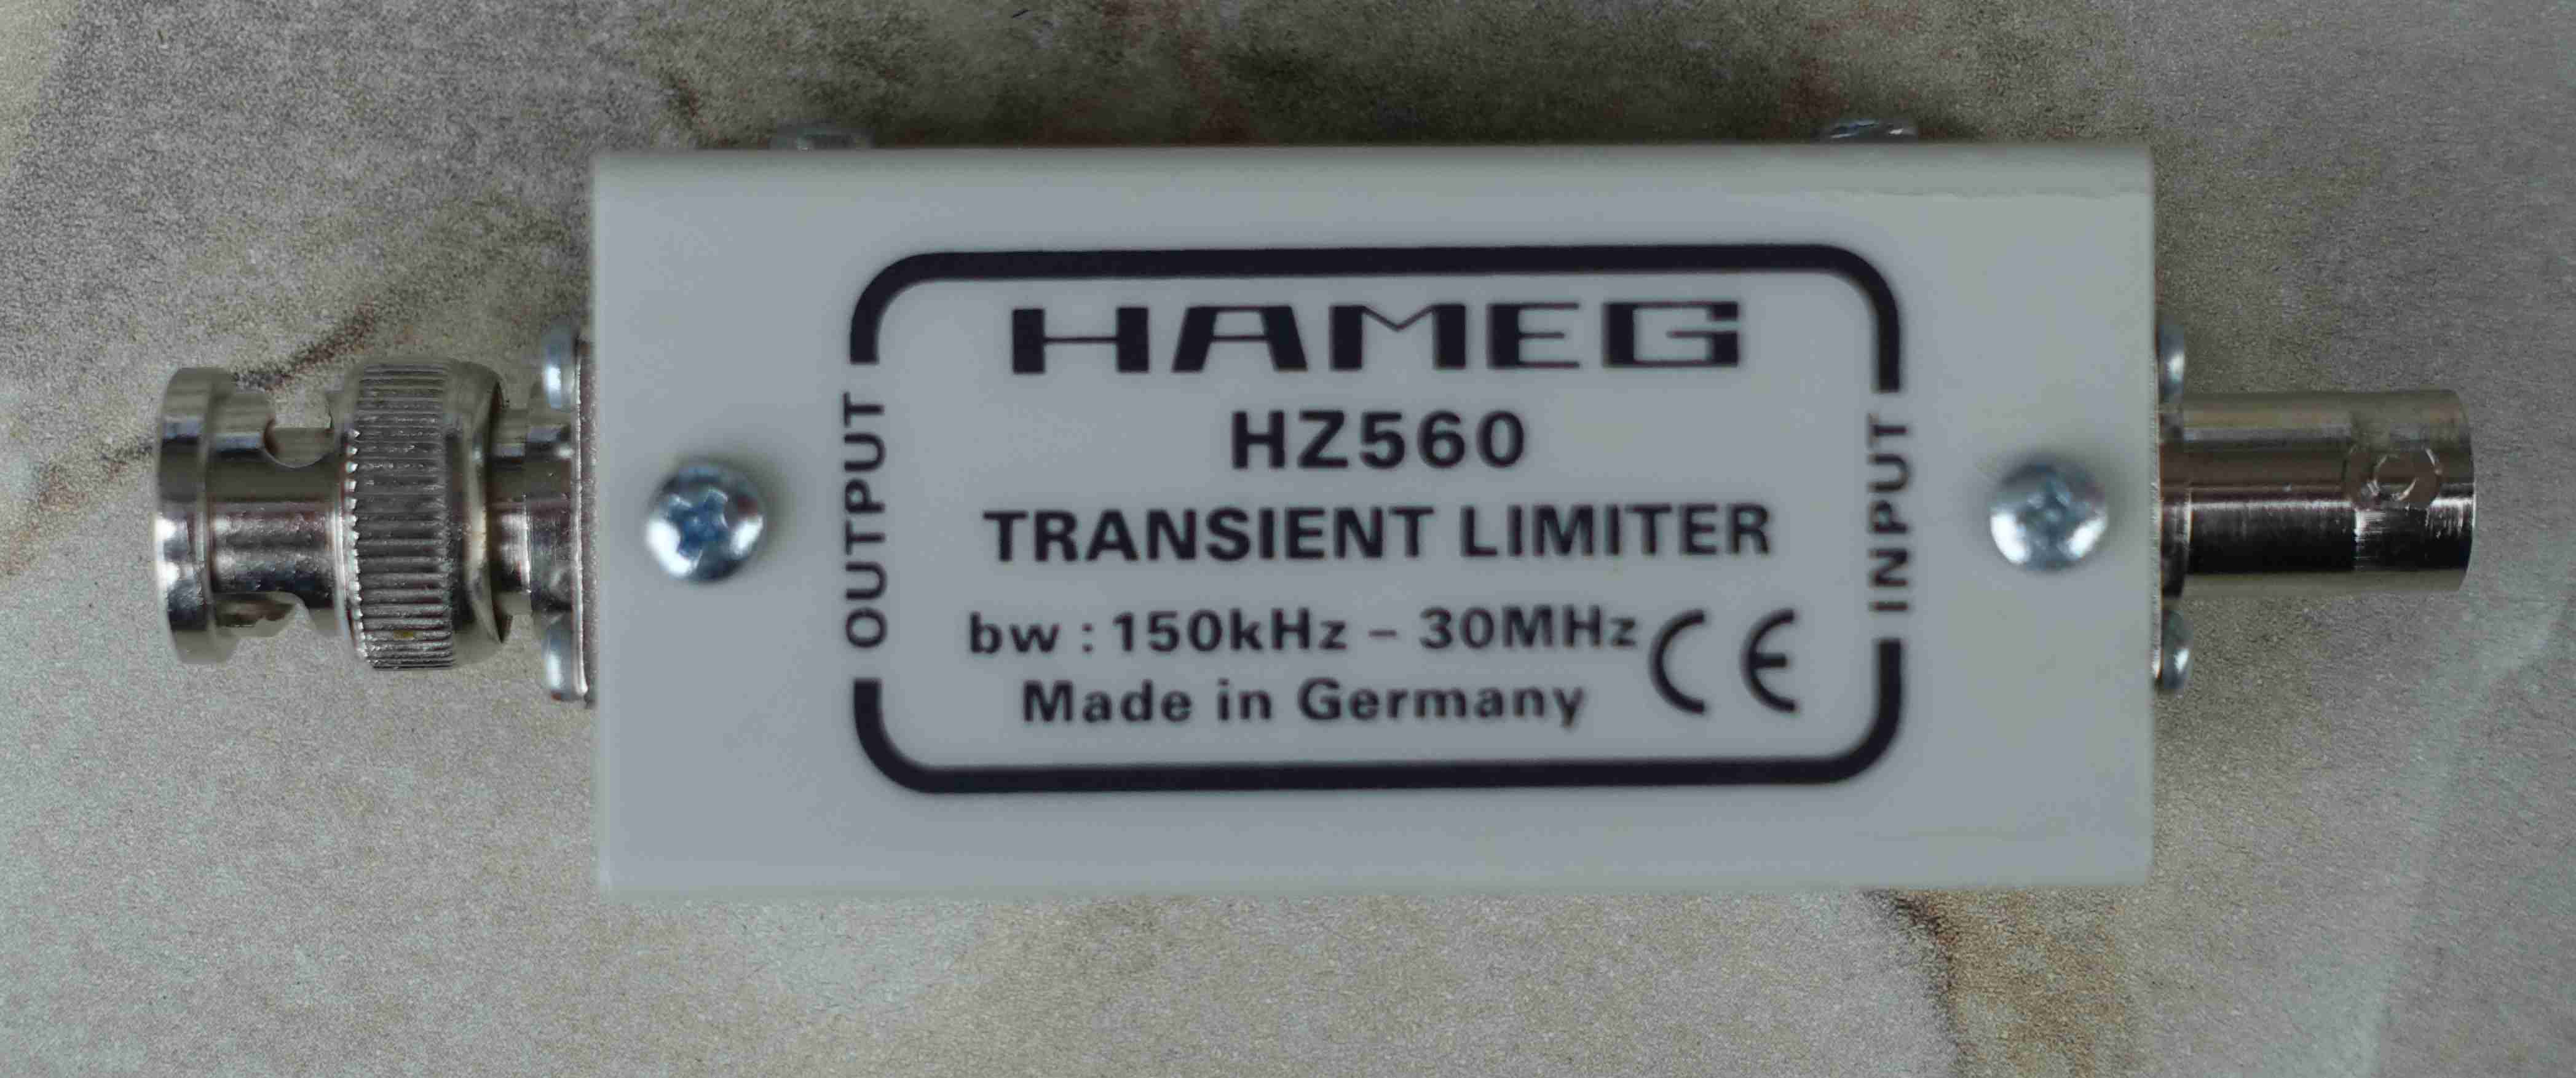 HAMEG
HZ560
TRANSIENT LIMITER
bw : 150kHz – 30MHz
CE
Made in Germany
OUTPUT
INPUT